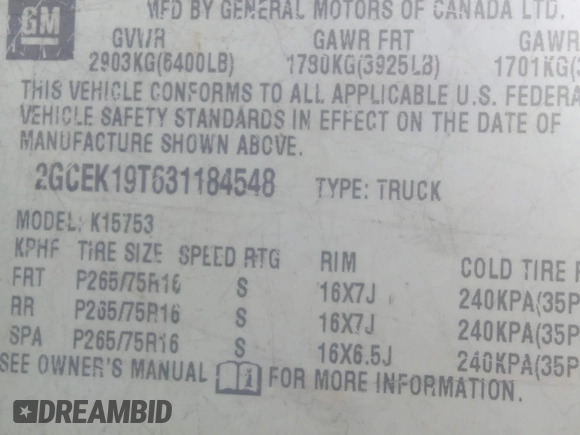 GM
MFD BY GENERAL MOTORS OF CANADA LTD.
GVWR GAWR FRT GAWR
2903KG(6400LB) 1780KG(3925LB) 1701KG(
THIS VEHICLE CONFORMS TO ALL APPLICABLE U.S. FEDERA
VEHICLE SAFETY STANDARDS IN EFFECT ON THE DATE OF
MANUFACTURE SHOWN ABOVE.
2GCEK19T631184548 TYPE: TRUCK
MODEL: K15753
TIRE SIZE SPEED RTG RIM COLD TIRE
FRT P265/75R16 S 16X7J 240KPA(35P
RR P265/75R16 S 16X7J 240KPA(35P
SPA P265/75R16 S 16X6.5J 240KPA(35P
SEE OWNER'S MANUAL FOR MORE INFORMATION.
DREAMBID